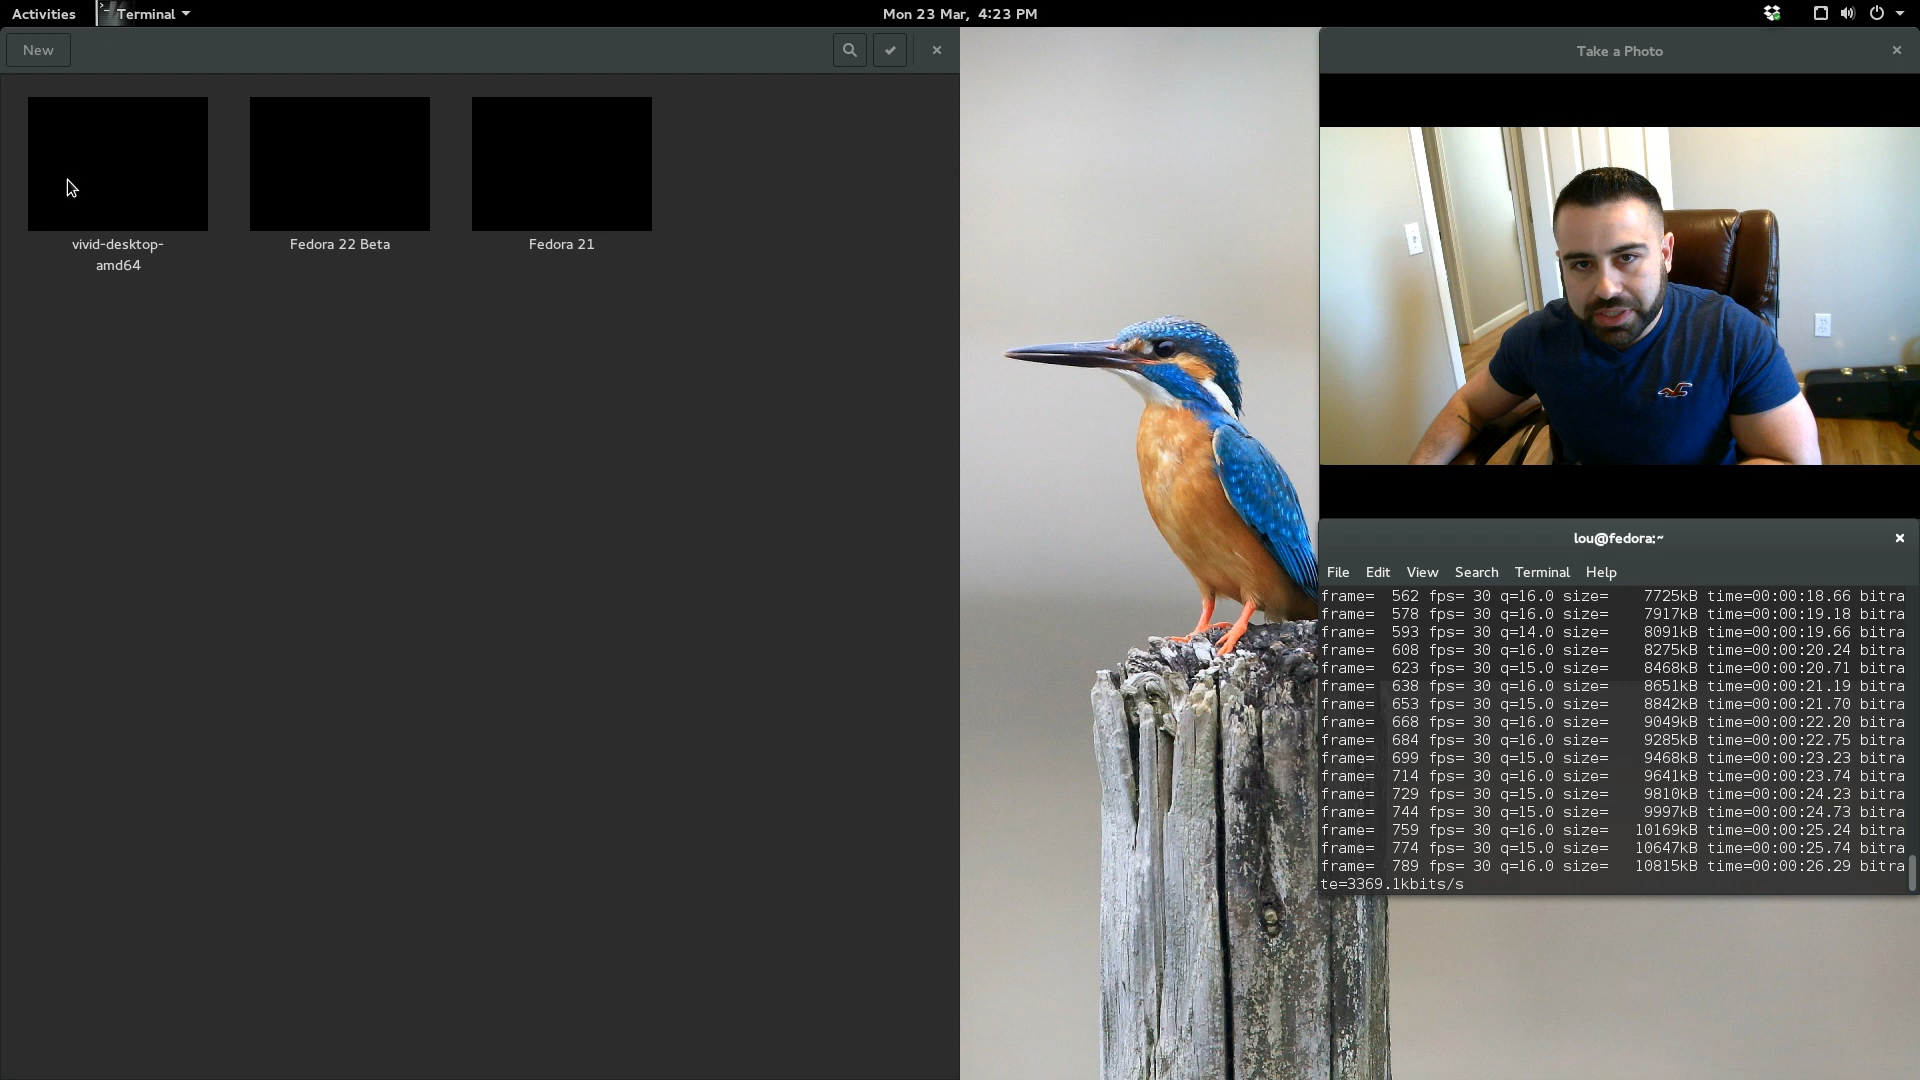 Activities
Terminal
Mon 23 Mar, 4:23 PM
New
vivid-desktop-
amd64
Fedora 22 Beta
Fedora 21
Take a Photo
lou@fedora:~
File Edit View Search Terminal Help
frame=  562 fps= 30 q=16.0 size=    7725kB time=00:00:18.66 bitra
frame=  578 fps= 30 q=16.0 size=    7917kB time=00:00:19.18 bitra
frame=  593 fps= 30 q=14.0 size=    8091kB time=00:00:19.66 bitra
frame=  608 fps= 30 q=16.0 size=    8275kB time=00:00:20.24 bitra
frame=  623 fps= 30 q=15.0 size=    8468kB time=00:00:20.71 bitra
frame=  638 fps= 30 q=16.0 size=    8651kB time=00:00:21.19 bitra
frame=  653 fps= 30 q=15.0 size=    8842kB time=00:00:21.70 bitra
frame=  668 fps= 30 q=16.0 size=    9049kB time=00:00:22.20 bitra
frame=  684 fps= 30 q=16.0 size=    9285kB time=00:00:22.75 bitra
frame=  699 fps= 30 q=15.0 size=    9468kB time=00:00:23.23 bitra
frame=  714 fps= 30 q=16.0 size=    9641kB time=00:00:23.74 bitra
frame=  729 fps= 30 q=15.0 size=    9810kB time=00:00:24.23 bitra
frame=  744 fps= 30 q=15.0 size=    9997kB time=00:00:24.73 bitra
frame=  759 fps= 30 q=16.0 size=   10169kB time=00:00:25.24 bitra
frame=  774 fps= 30 q=15.0 size=   10647kB time=00:00:25.74 bitra
frame=  789 fps= 30 q=16.0 size=   10815kB time=00:00:26.29 bitra
te=3369.1kbits/s